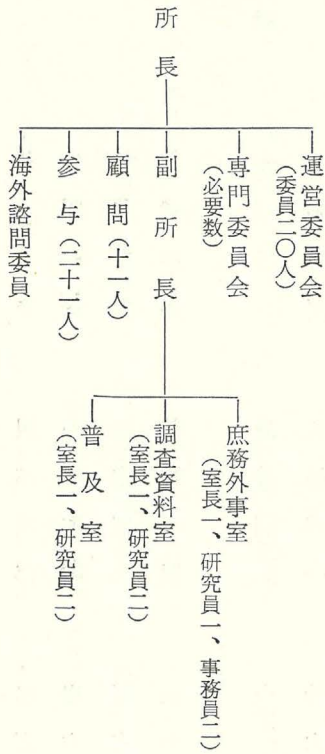 所長
運営委員会
（委員二〇人）
専門委員会
（必要数）
副所長
顧問（十一人）
参与（二十一人）
海外諮問委員
庶務外事室
（室長一、研究員一、事務員二）
調査資料室
（室長一、研究員二）
普及室
（室長一、研究員二）